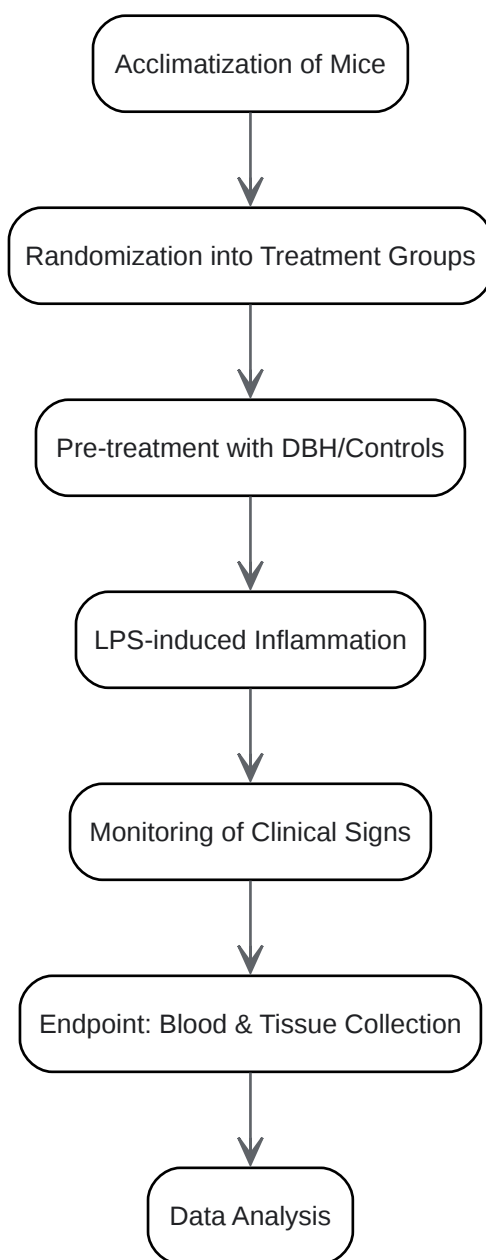 Acclimatization of Mice
Randomization into Treatment Groups
Pre-treatment with DBH/Controls
LPS-induced Inflammation
Monitoring of Clinical Signs
Endpoint: Blood & Tissue Collection
Data Analysis